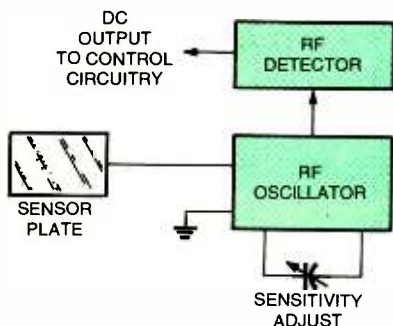 DC
OUTPUT
TO CONTROL
CIRCUITRY
RF
DETECTOR
SENSOR
PLATE
RF
OSCILLATOR
SENSITIVITY
ADJUST